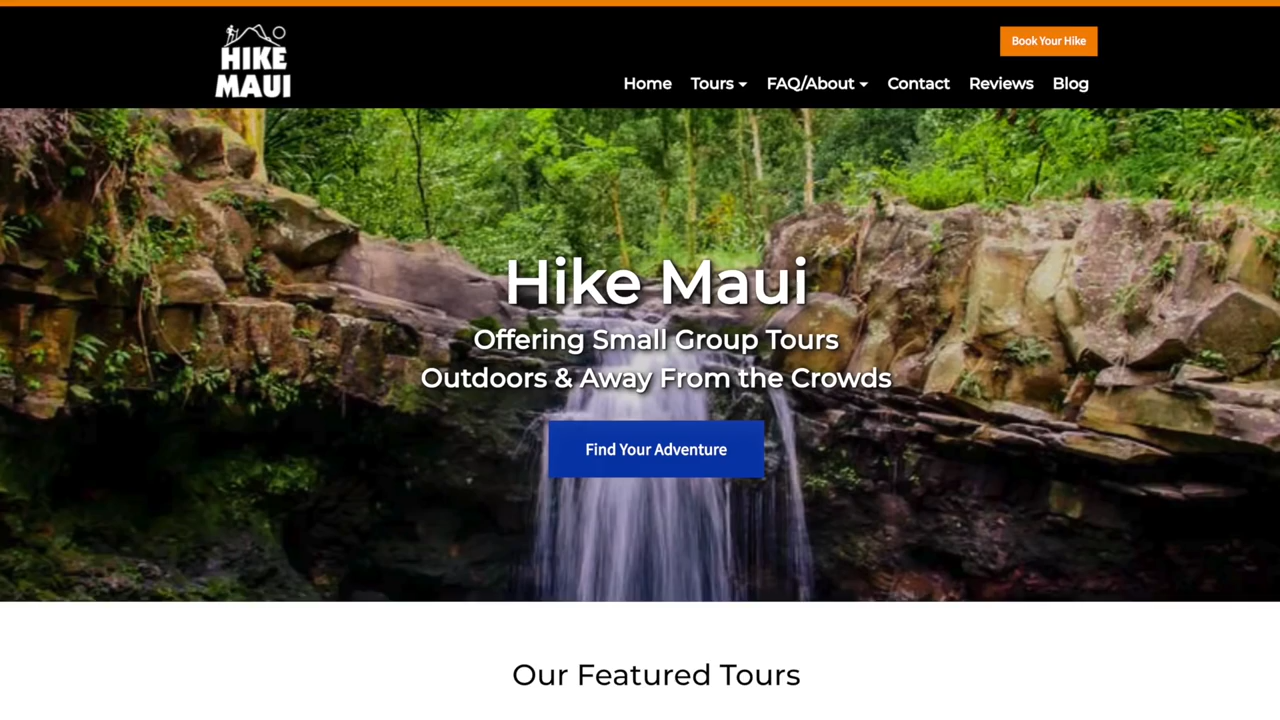 HIKE
MAUI
Book Your Hike
Home Tours FAQ/About Contact Reviews Blog
Hike Maui
Offering Small Group Tours
Outdoors & Away From the Crowds
Find Your Adventure
Our Featured Tours